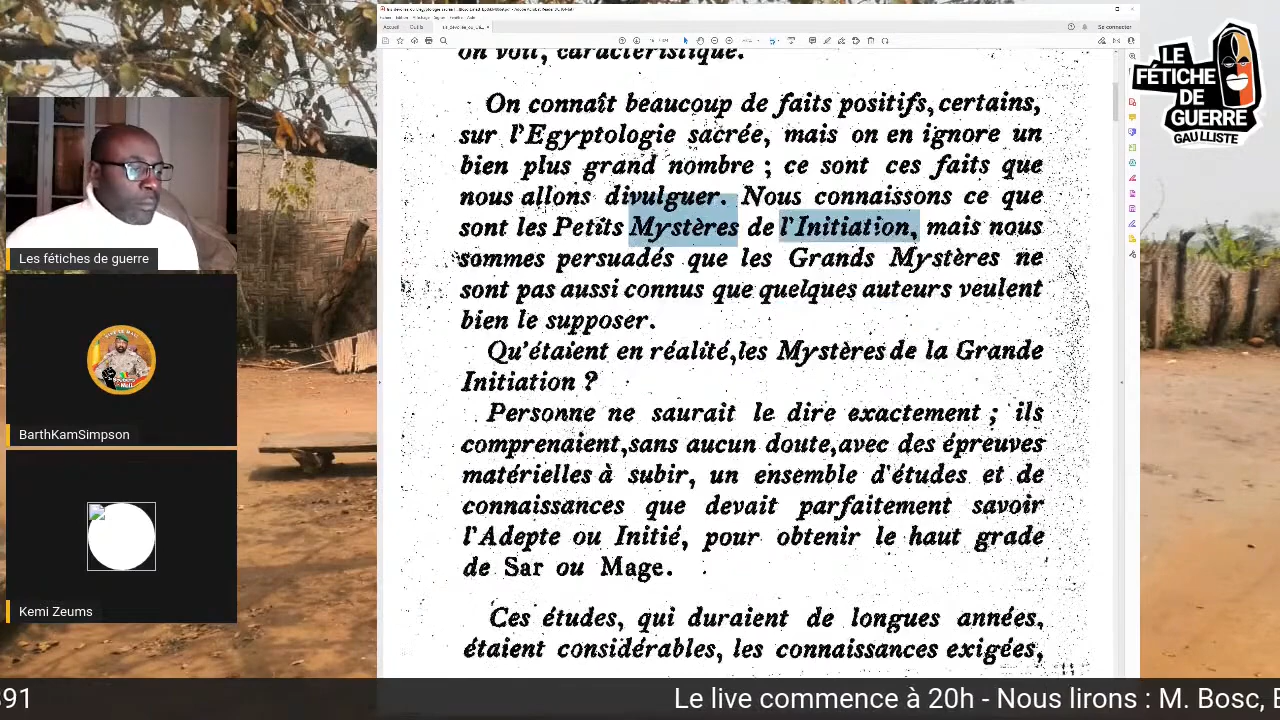 Accueil
Outils
Se connecter
LE
FÉTICHE
DE
GUERRE
GAULLISTE
on voit, caractéristique.
On connaît beaucoup de faits positifs, certains,
sur l'Egyptologie sacrée, mais on en ignore un
bien plus grand nombre ; ce sont ces faits que
nous allons divulguer. Nous connaissons ce que
sont les Petits Mystères de l'Initiation, mais nous
sommes persuadés que les Grands Mystères ne
sont pas aussi connus que quelques auteurs veulent
bien le supposer.
Qu'étaient en réalité,les Mystères de la Grande
Initiation ?
Personne ne saurait le dire exactement ; ils
comprenaient,sans aucun doute,avec des épreuves
matérielles à subir, un ensemble d'études et de
connaissances que devait parfaitement savoir
l'Adepte ou Initié, pour obtenir le haut grade
de Sar ou Mage.
Ces études, qui duraient de longues années,
étaient considérables, les connaissances exigées,
Les fétiches de guerre
BarthKamSimpson
Kemi Zeums
891
Le live commence à 20h - Nous lirons : M. Bosc,